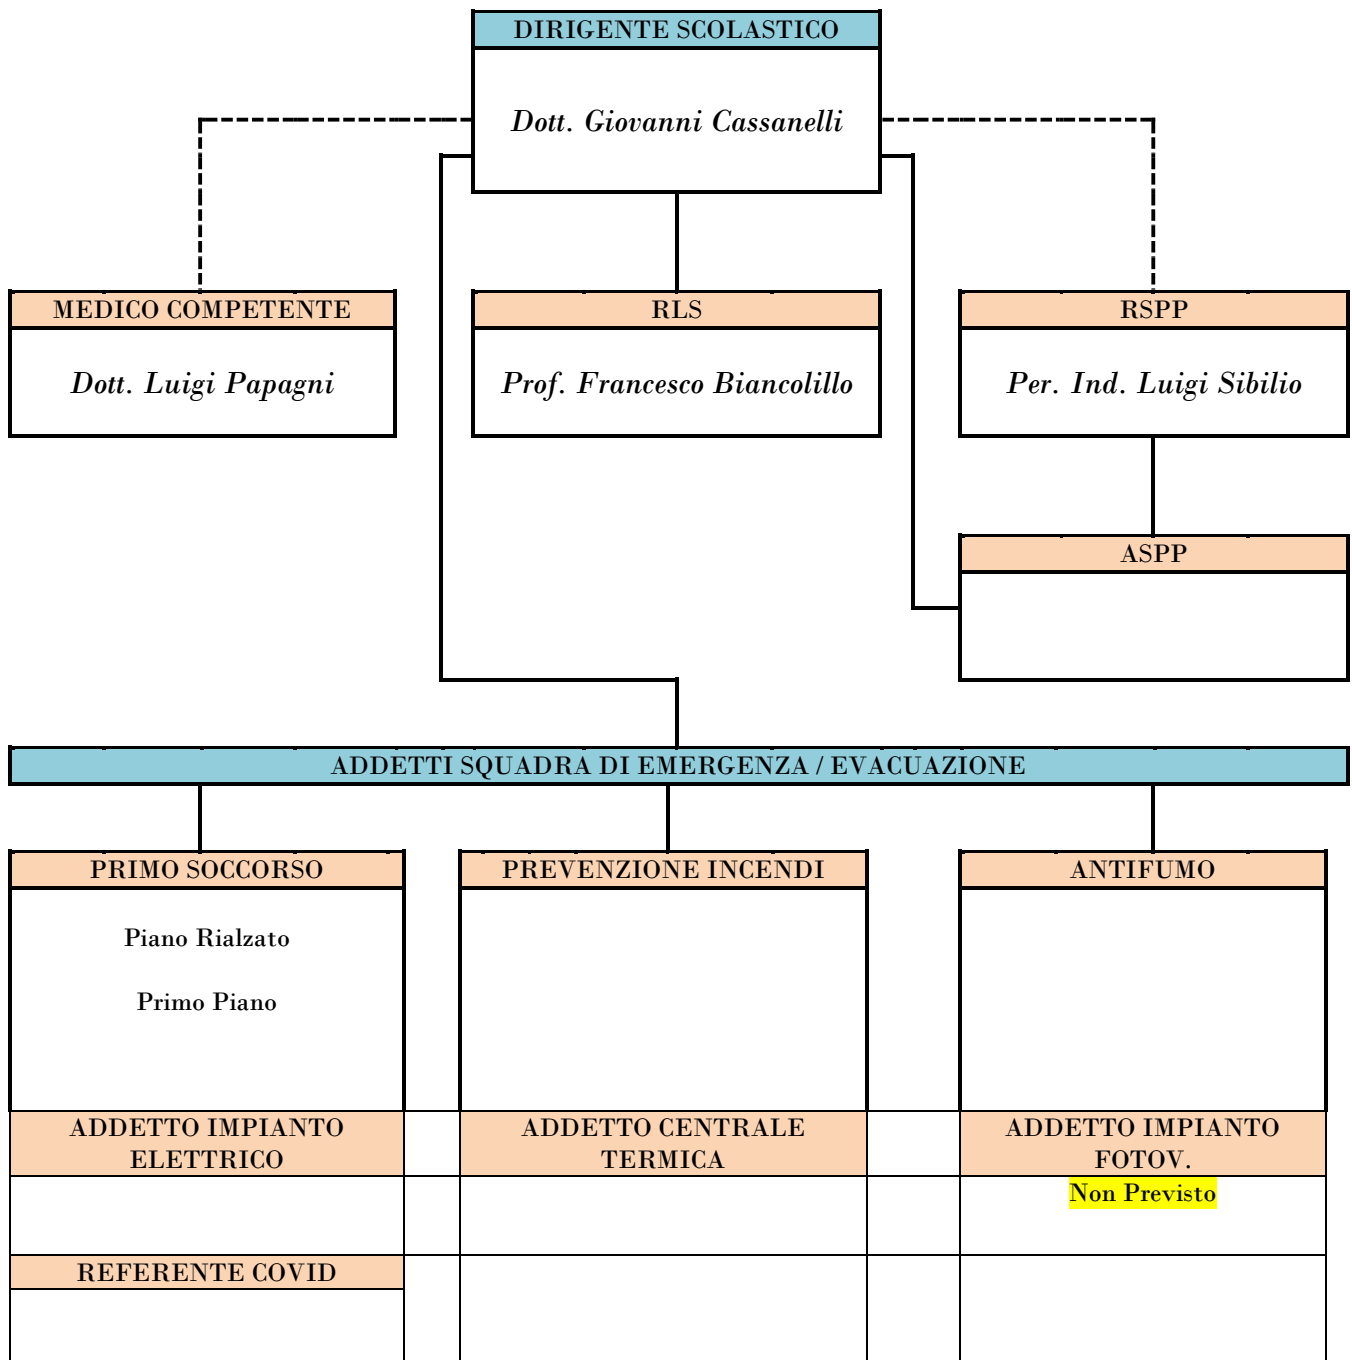 DIRIGENTE SCOLASTICO
Dott. Giovanni Cassanelli
MEDICO COMPETENTE
Dott. Luigi Papagni
RLS
Prof. Francesco Biancolillo
RSPP
Per. Ind. Luigi Sibilio
ASPP
ADDETTI SQUADRA DI EMERGENZA / EVACUAZIONE
PRIMO SOCCORSO
Piano Rialzato
Primo Piano
PREVENZIONE INCENDI
ANTIFUMO
ADDETTO IMPIANTO
ELETTRICO
ADDETTO CENTRALE
TERMICA
ADDETTO IMPIANTO
FOTOV.
Non Previsto
REFERENTE COVID